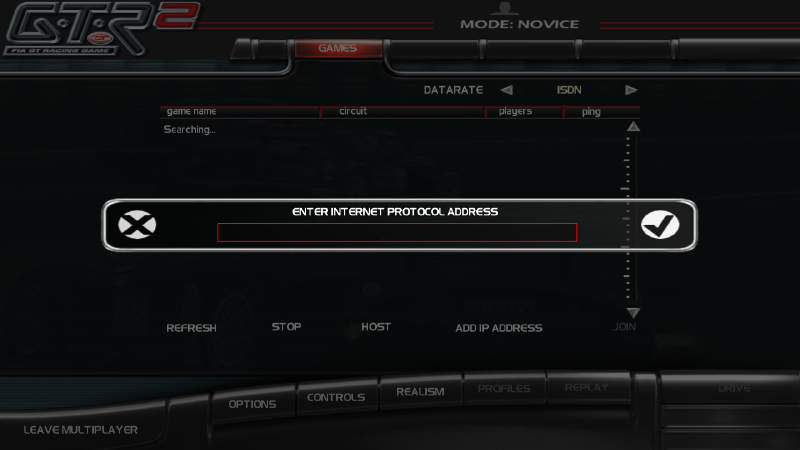 GTR2
FIA GT RACING GAME
MODE: NOVICE
GAMES
DATARATE ISDN
game name circuit players ping
Searching...
ENTER INTERNET PROTOCOL ADDRESS
REFRESH STOP HOST ADD IP ADDRESS JOIN
OPTIONS CONTROLS REALISM PROFILES REPLAY DRIVE
LEAVE MULTIPLAYER